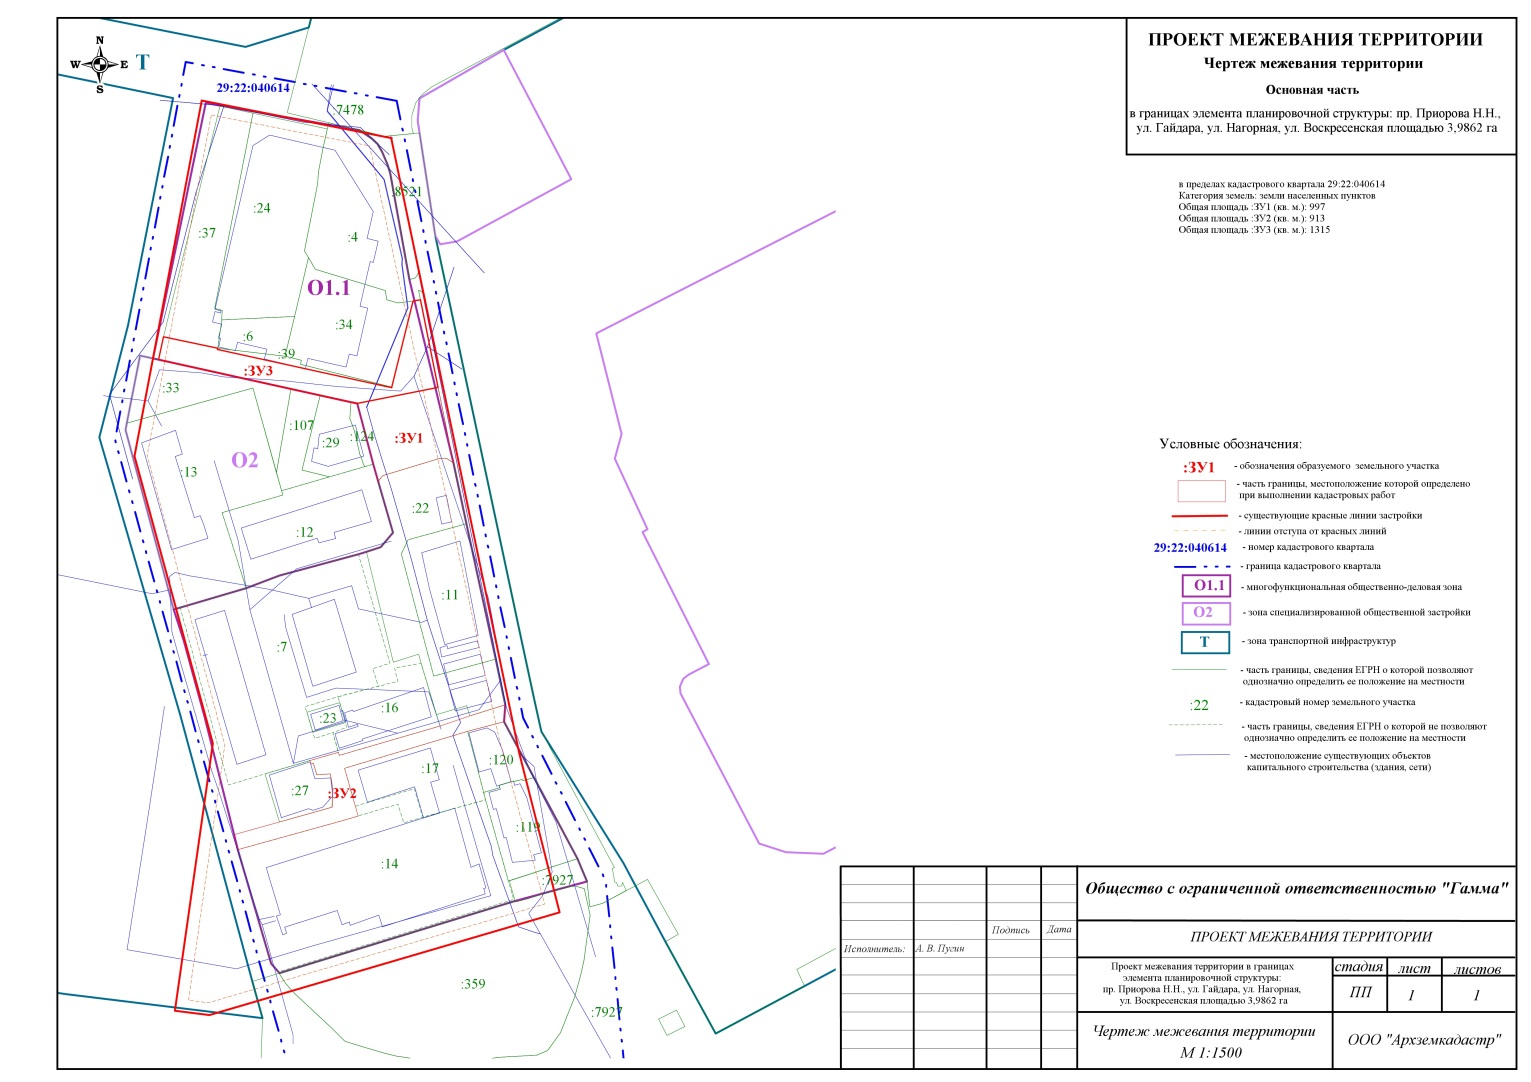 ПРОЕКТ МЕЖЕВАНИЯ ТЕРРИТОРИИ
Чертеж межевания территории
Основная часть
в границах элемента планировочной структуры: пр. Приорова Н.Н.,
ул. Гайдара, ул. Нагорная, ул. Воскресенская площадью 3,9862 га
в пределах кадастрового квартала 29:22:040614
Категория земель: земли населенных пунктов
Общая площадь :ЗУ1 (кв. м.): 997
Общая площадь :ЗУ2 (кв. м.): 913
Общая площадь :ЗУ3 (кв. м.): 1315
N
W E
S
Т
29:22:040614
:7478
:8521
:24
:37
:4
О1.1
:34
:6
:39
:ЗУ3
:33
:107
:29
:124
:ЗУ1
О2
:13
:22
:12
:11
:7
:16
:23
:120
:17
:27
:ЗУ2
:119
:14
:7927
:359
:7927
Условные обозначения:
:ЗУ1 - обозначения образуемого земельного участка
- часть границы, местоположение которой определено
при выполнении кадастровых работ
- существующие красные линии застройки
- линии отступа от красных линий
29:22:040614 - номер кадастрового квартала
- граница кадастрового квартала
О1.1 - многофункциональная общественно-деловая зона
О2 - зона специализированной общественной застройки
Т - зона транспортной инфраструктур
- часть границы, сведения ЕГРН о которой позволяют
однозначно определить ее положение на местности
:22 - кадастровый номер земельного участка
- часть границы, сведения ЕГРН о которой не позволяют
однозначно определить ее положение на местности
- местоположение существующих объектов
капитального строительства (здания, сети)
Общество с ограниченной ответственностью "Гамма"
Подпись Дата
ПРОЕКТ МЕЖЕВАНИЯ ТЕРРИТОРИИ
Исполнитель: А. В. Пугин
Проект межевания территории в границах
элемента планировочной структуры:
пр. Приорова Н.Н., ул. Гайдара, ул. Нагорная,
ул. Воскресенская площадью 3,9862 га
стадия лист листов
ПП 1 1
Чертеж межевания территории
М 1:1500
ООО "Архземкадастр"